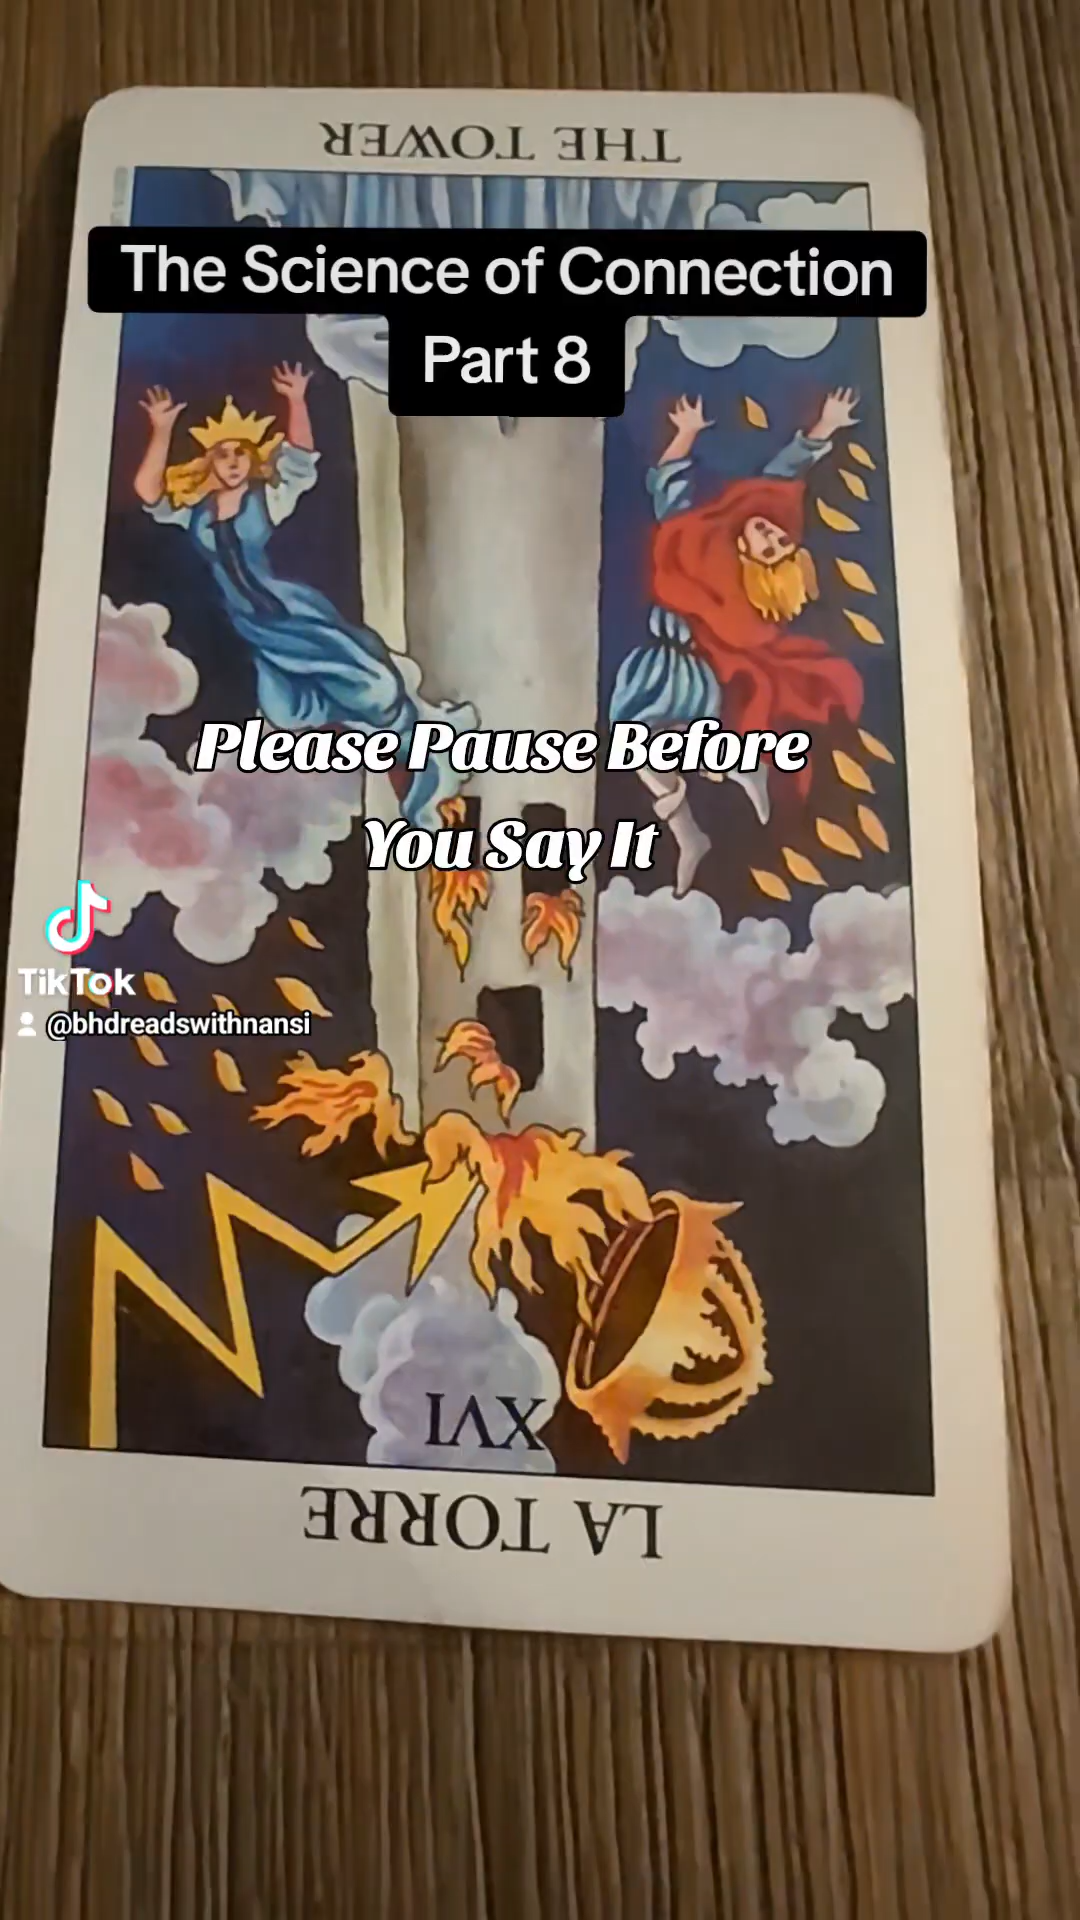 THE TOWER
The Science of Connection
Part 8
Please Pause Before
You Say It
TikTok
@bhdreadswithnansi
XVI
LA TORRE